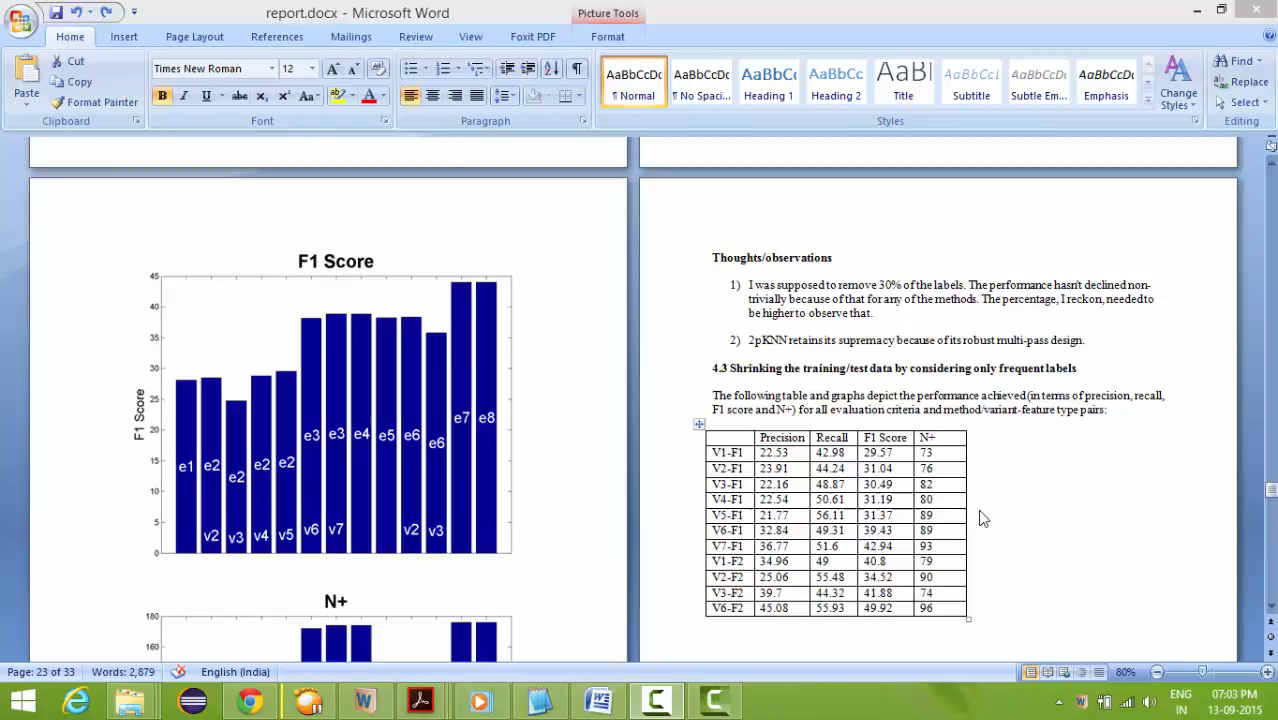 report.docx - Microsoft Word
Picture Tools
Home Insert Page Layout References Mailings Review View Foxit PDF Format
Paste
Cut
Copy
Format Painter
Clipboard
Times New Roman 12
Font
Paragraph
AaBbCcDc AaBbCcDc AaBbCc AaBbCc AaBl AaBbCcL AaBbCcDc AaBbCcDc
¶ Normal ¶ No Spaci... Heading 1 Heading 2 Title Subtitle Subtle Em... Emphasis
Change Styles
Styles
Find
Replace
Select
Editing
F1 Score
45
40
35
30
25
20
15
10
5
0
F1 Score
e1 e2 e2 e2 e2 e3 e3 e4 e5 e6 e6 e7 e8
v2 v3 v4 v5 v6 v7 v2 v3
N+
180
160
Thoughts/observations
1) I was supposed to remove 30% of the labels. The performance hasn't declined non-
trivially because of that for any of the methods. The percentage, I reckon, needed to
be higher to observe that.
2) 2pKNN retains its supremacy because of its robust multi-pass design.
4.3 Shrinking the training/test data by considering only frequent labels
The following table and graphs depict the performance achieved (in terms of precision, recall,
F1 score and N+) for all evaluation criteria and method/variant-feature type pairs:
Precision Recall F1 Score N+
V1-F1 22.53 42.98 29.57 73
V2-F1 23.91 44.24 31.04 76
V3-F1 22.16 48.87 30.49 82
V4-F1 22.54 50.61 31.19 80
V5-F1 21.77 56.11 31.37 89
V6-F1 32.84 49.31 39.43 89
V7-F1 36.77 51.6 42.94 93
V1-F2 34.96 49 40.8 79
V2-F2 25.06 55.48 34.52 90
V3-F2 39.7 44.32 41.88 74
V6-F2 45.08 55.93 49.92 96
Page: 23 of 33 Words: 2,879 English (India) 80%
ENG
IN
07:03 PM
13-09-2015